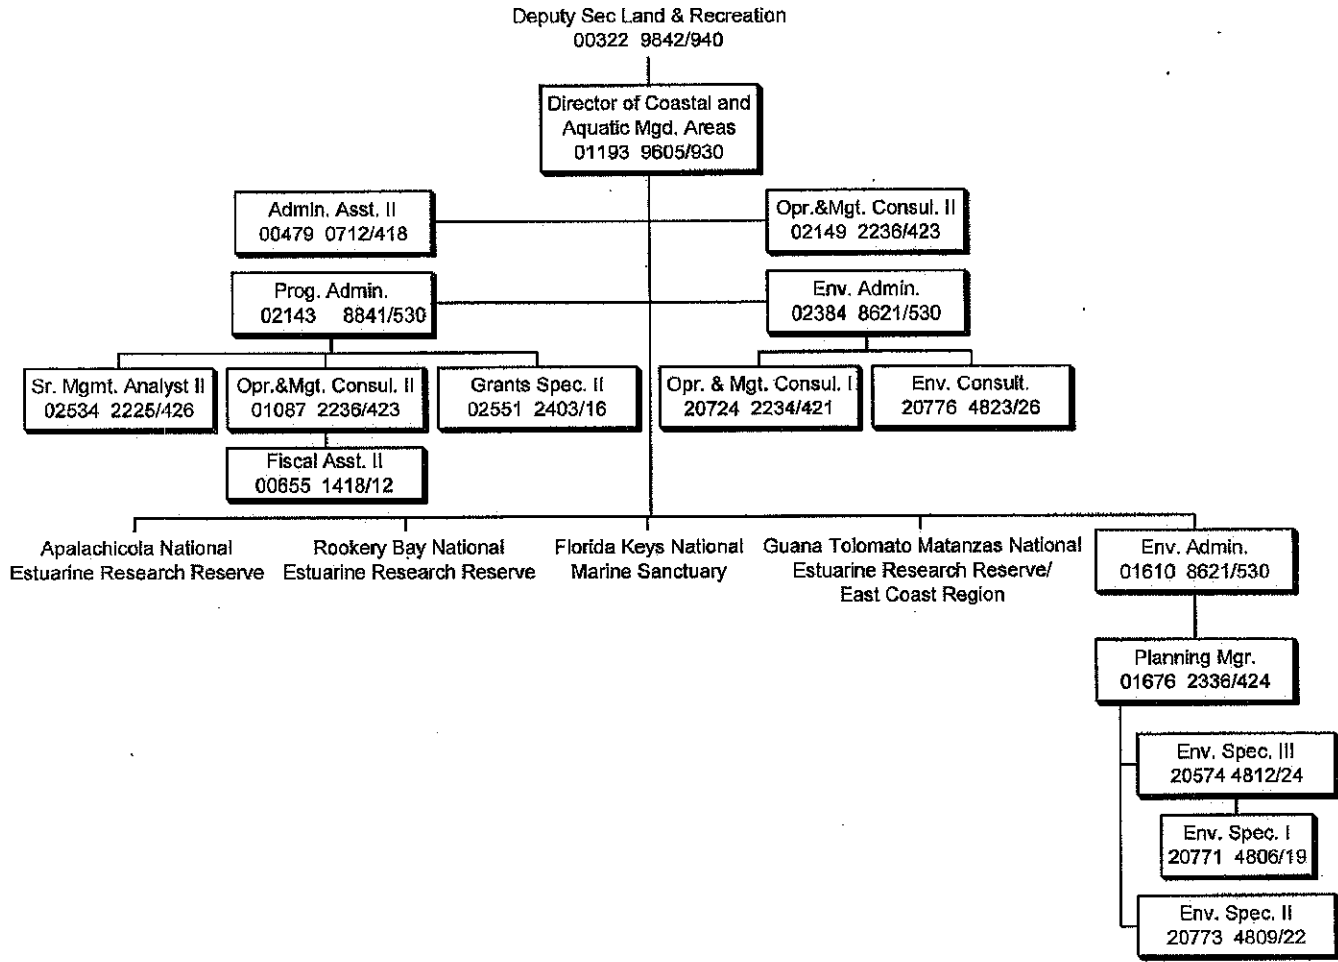 Deputy Sec Land & Recreation
00322 9842/940
Director of Coastal and
Aquatic Mgd. Areas
01193 9605/930
Admin. Asst. II
00479 0712/418
Opr.&Mgt. Consul. II
02149 2236/423
Prog. Admin.
02143 8841/530
Env. Admin.
02384 8621/530
Sr. Mgmt. Analyst II
02534 2225/426
Opr.&Mgt. Consul. II
01087 2236/423
Grants Spec. II
02551 2403/16
Opr. & Mgt. Consul. I
20724 2234/421
Env. Consult.
20776 4823/26
Fiscal Asst. II
00655 1418/12
Apalachicola National
Estuarine Research Reserve
Rookery Bay National
Estuarine Research Reserve
Florida Keys National
Marine Sanctuary
Guana Tolomato Matanzas National
Estuarine Research Reserve/
East Coast Region
Env. Admin.
01610 8621/530
Planning Mgr.
01676 2336/424
Env. Spec. III
20574 4812/24
Env. Spec. I
20771 4806/19
Env. Spec. II
20773 4809/22